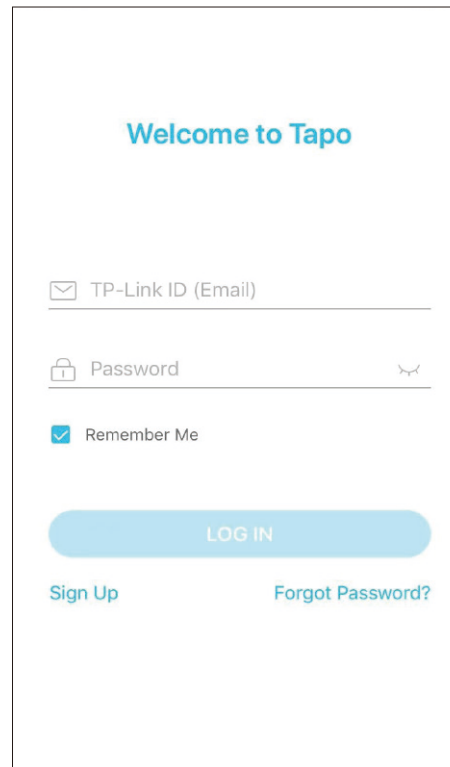 Welcome to Tapo
TP-Link ID (Email)
Password
Remember Me
LOG IN
Sign Up
Forgot Password?